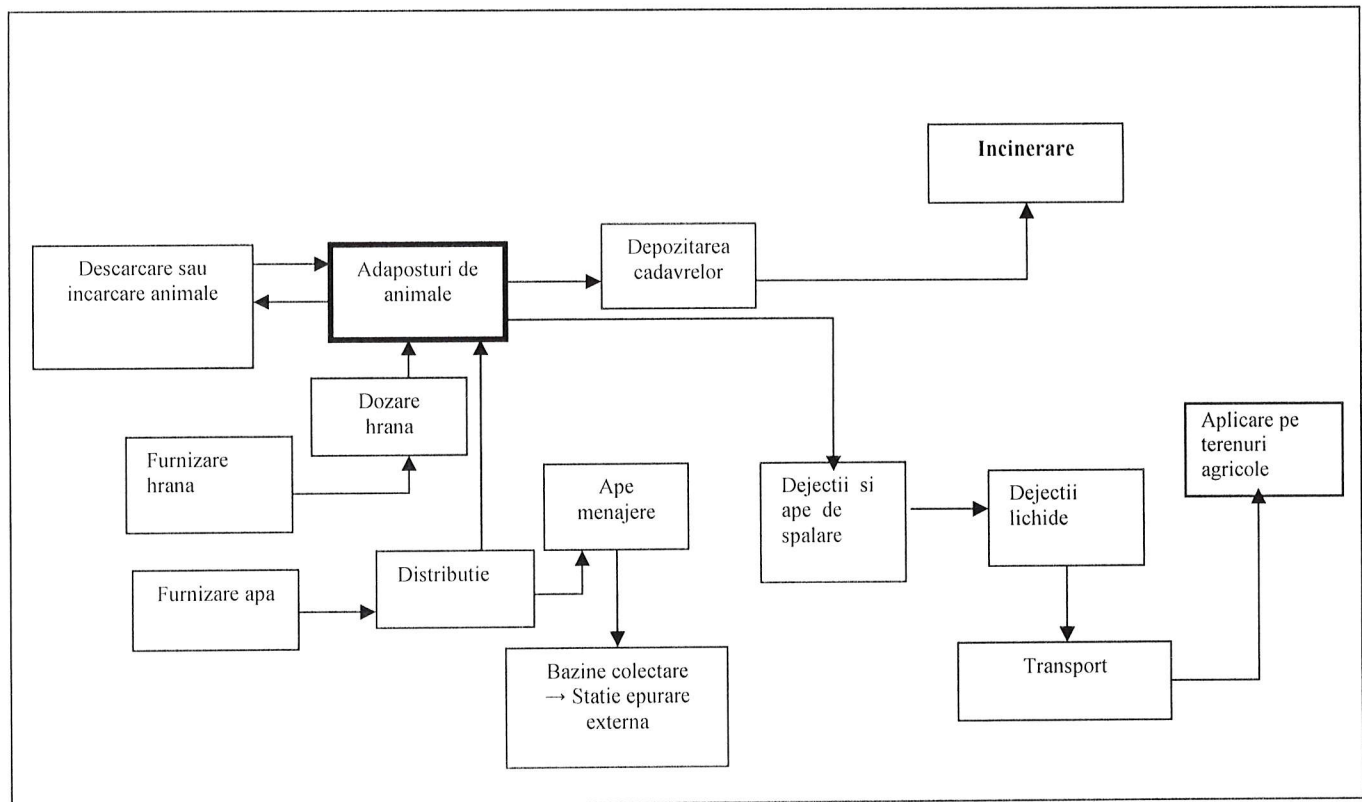 Incinerare
Descarcare sau
incarcare animale
Adaposturi de
animale
Depozitarea
cadavrelor
Dozare
hrana
Furnizare
hrana
Ape
menajere
Dejectii si
ape de
spalare
Dejectii
lichide
Aplicare pe
terenuri
agricole
Furnizare apa
Distributie
Bazine colectare
→ Statie epurare
externa
Transport